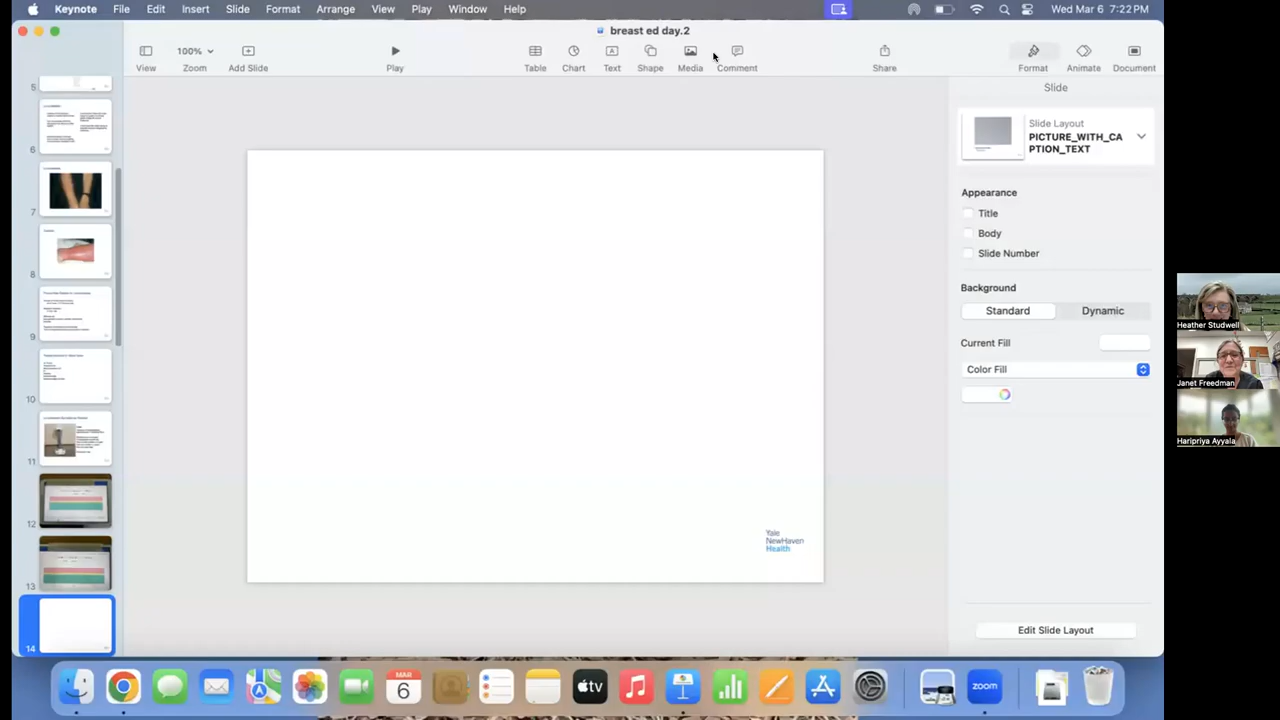 Keynote File Edit Insert Slide Format Arrange View Play Window Help Wed Mar 6 7:22 PM
breast ed day.2
100%
View Zoom Add Slide Play Table Chart Text Shape Media Comment Share Format Animate Document
Slide
Slide Layout
PICTURE_WITH_CA
PTION_TEXT
Appearance
Title
Body
Slide Number
Background
Standard Dynamic
Current Fill
Color Fill
Edit Slide Layout
5
6
7
8
9
10
11
12
13
14
Yale
NewHaven
Health
Heather Studwell
Janet Freedman
Haripriya Ayyala
MAR
6
tv
zoom